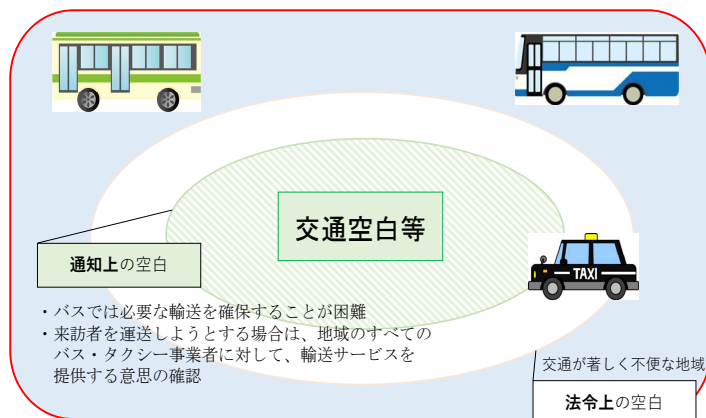 交通空白等
通知上の空白
・バスでは必要な輸送を確保することが困難
・来訪者を運送しようとする場合は、地域のすべての
バス・タクシー事業者に対して、輸送サービスを
提供する意思の確認
TAXI
交通が著しく不便な地域
法令上の空白